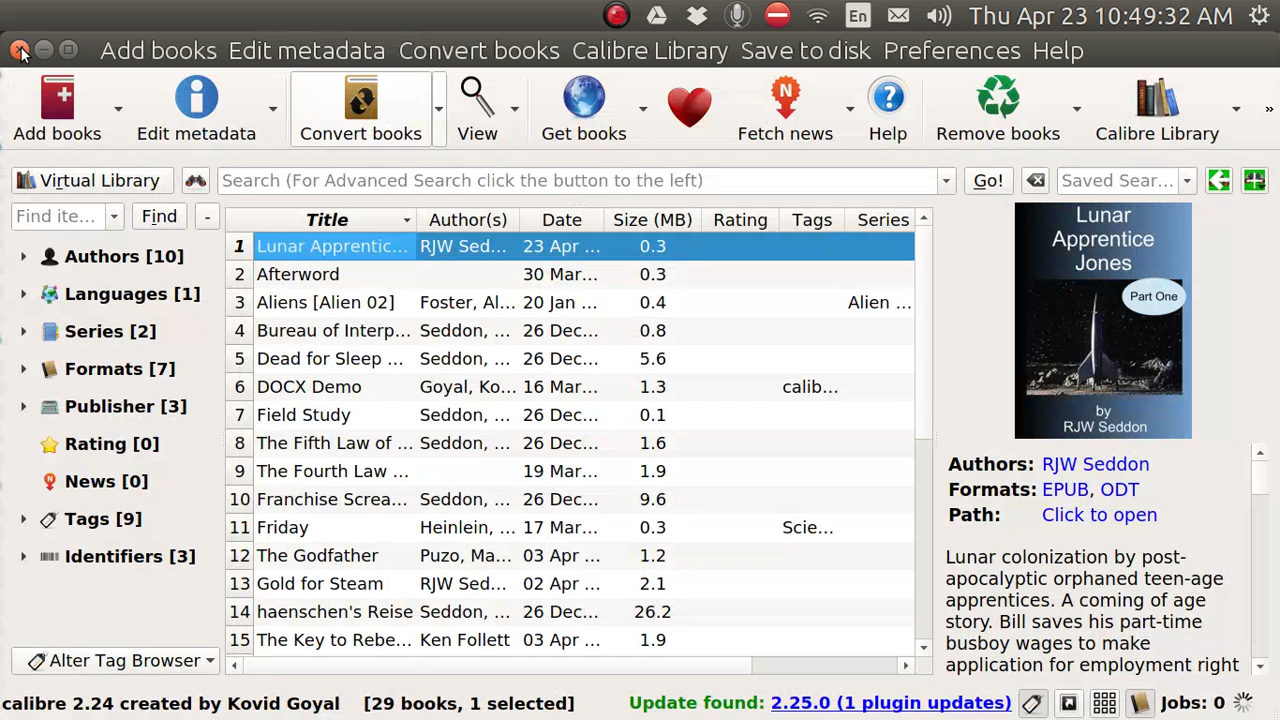 En Thu Apr 23 10:49:32 AM
Add books Edit metadata Convert books Calibre Library Save to disk Preferences Help
Add books Edit metadata Convert books View Get books Fetch news Help Remove books Calibre Library »
Virtual Library Search (For Advanced Search click the button to the left) Go! Saved Sear...
Find ite... Find -
Title Author(s) Date Size (MB) Rating Tags Series
1 Lunar Apprentic... RJW Sed... 23 Apr ... 0.3
2 Afterword 30 Mar... 0.3
3 Aliens [Alien 02] Foster, Al... 20 Jan ... 0.4 Alien ...
4 Bureau of Interp... Seddon, ... 26 Dec... 0.8
5 Dead for Sleep ... Seddon, ... 26 Dec... 5.6
6 DOCX Demo Goyal, Ko... 16 Mar... 1.3 calib...
7 Field Study Seddon, ... 26 Dec... 0.1
8 The Fifth Law of ... Seddon, ... 26 Dec... 1.6
9 The Fourth Law ... 19 Mar... 1.9
10 Franchise Screa... Seddon, ... 26 Dec... 9.6
11 Friday Heinlein, ... 17 Mar... 0.3 Scie...
12 The Godfather Puzo, Ma... 03 Apr ... 1.2
13 Gold for Steam RJW Sed... 02 Apr ... 2.1
14 haenschen's Reise Seddon, ... 26 Dec... 26.2
15 The Key to Rebe... Ken Follett 03 Apr ... 1.9
Authors [10]
Languages [1]
Series [2]
Formats [7]
Publisher [3]
Rating [0]
News [0]
Tags [9]
Identifiers [3]
Alter Tag Browser
Lunar
Apprentice
Jones
Part One
by
RJW Seddon
Authors: RJW Seddon
Formats: EPUB, ODT
Path: Click to open
Lunar colonization by post-
apocalyptic orphaned teen-age
apprentices. A coming of age
story. Bill saves his part-time
busboy wages to make
application for employment right
calibre 2.24 created by Kovid Goyal [29 books, 1 selected] Update found: 2.25.0 (1 plugin updates) Jobs: 0